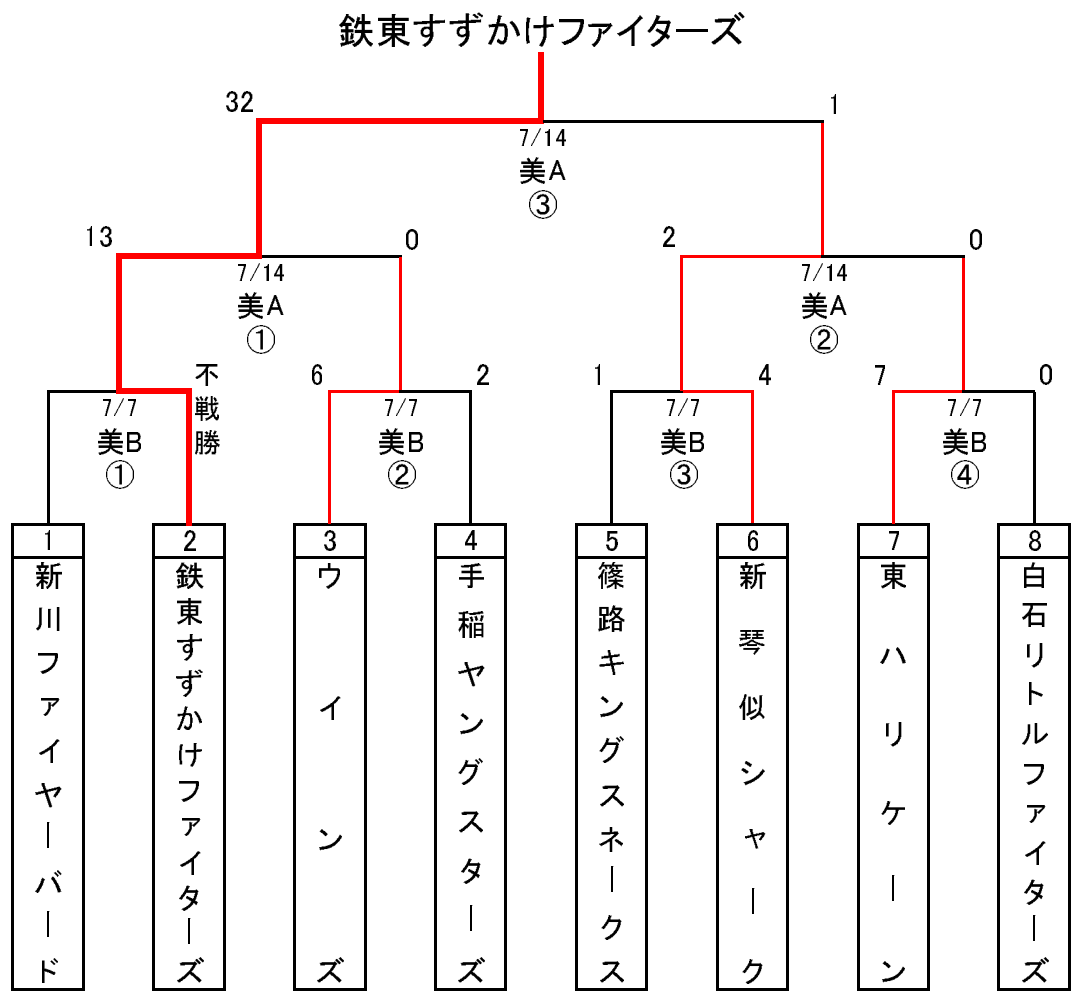 鉄東すずかけファイターズ
32
1
7/14
美A
③
13
0
2
0
7/14
美A
①
7/14
美A
②
不戦勝
6
2
1
4
7
0
7/7
美B
①
7/7
美B
②
7/7
美B
③
7/7
美B
④
1
2
3
4
5
6
7
8
新川ファイヤーバード
鉄東すずかけファイターズ
ウインズ
手稲ヤングスターズ
篠路キングスネークス
新琴似シャーク
東ハリケーン
白石リトルファイターズ